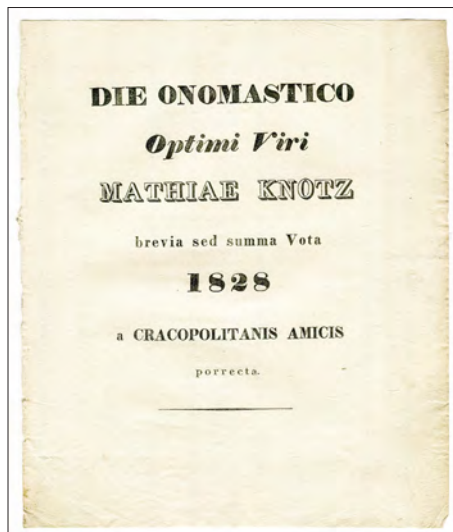 DIE ONOMASTICO
Optimi Viri
MATHIAE KNOTZ
brevia sed summa Vota
1828
a CRACOPOLITANIS AMICIS
porrecta.